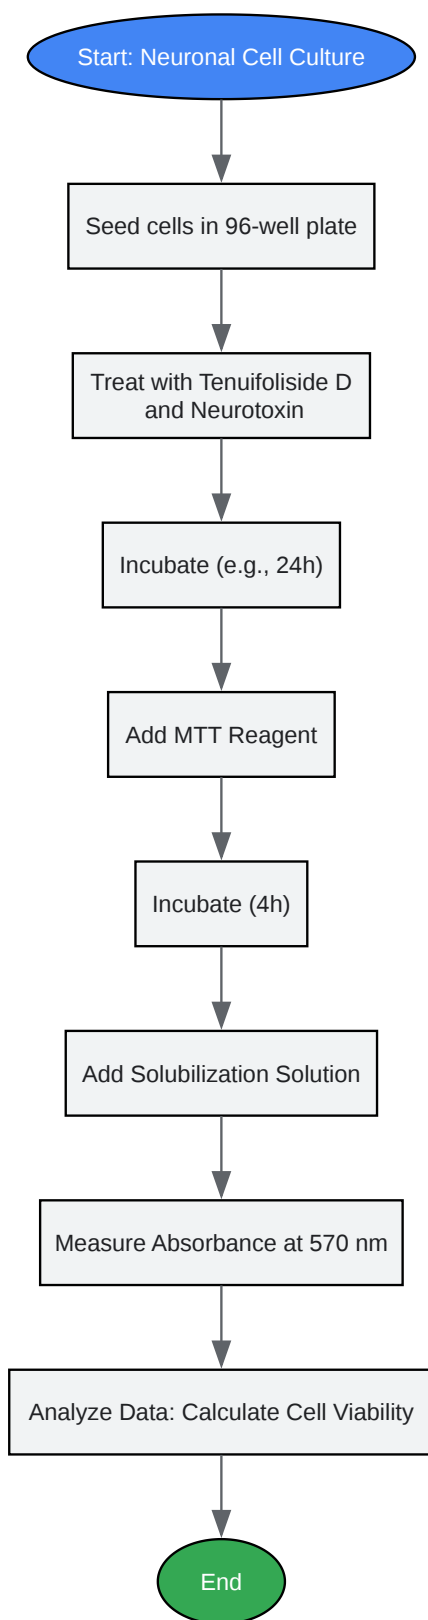 Start: Neuronal Cell Culture
Seed cells in 96-well plate
Treat with Tenuifoliside D
and Neurotoxin
Incubate (e.g., 24h)
Add MTT Reagent
Incubate (4h)
Add Solubilization Solution
Measure Absorbance at 570 nm
Analyze Data: Calculate Cell Viability
End